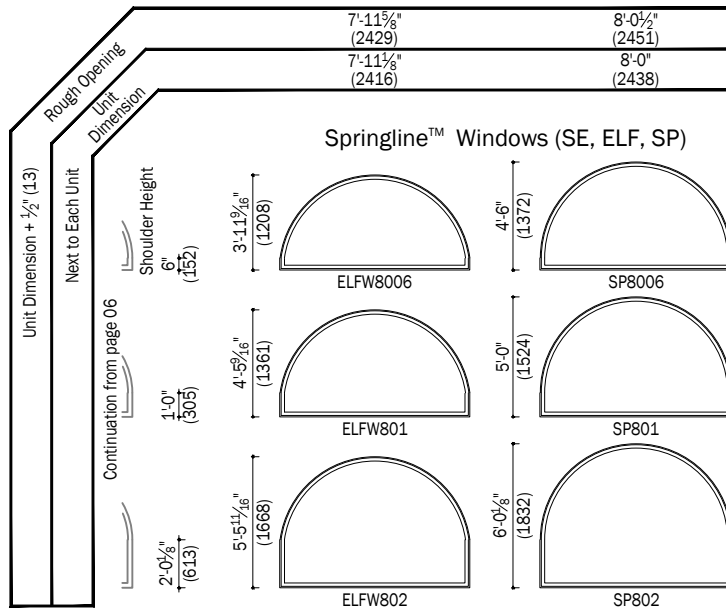 7'-11⅝" 8'-0½"
(2429) (2451)
7'-11⅛" 8'-0"
(2416) (2438)
Rough Opening
Unit
Dimension
Unit Dimension + ½" (13)
Next to Each Unit
Continuation from page 06
Shoulder Height
Springline™ Windows (SE, ELF, SP)
6"
(152)
3'-11⁹⁄₁₆"
(1208)
4'-6"
(1372)
ELFW8006 SP8006
1'-0"
(305)
4'-5⁹⁄₁₆"
(1361)
5'-0"
(1524)
ELFW801 SP801
2'-0⅛"
(613)
5'-5¹¹⁄₁₆"
(1668)
6'-0⅛"
(1832)
ELFW802 SP802